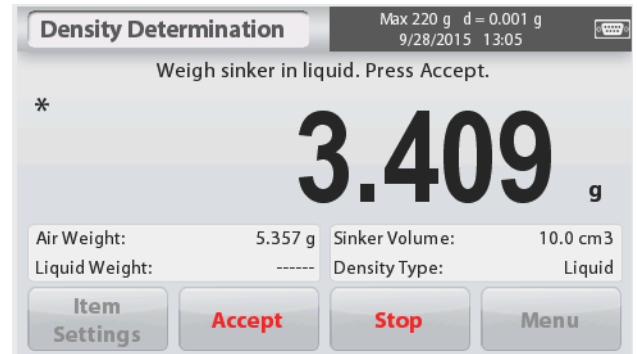 Density Determination
Max 220 g d = 0.001 g
9/28/2015 13:05
Weigh sinker in liquid. Press Accept.
*
3.409 g
Air Weight: 5.357 g
Liquid Weight: ------
Sinker Volume: 10.0 cm3
Density Type: Liquid
Item
Settings
Accept
Stop
Menu